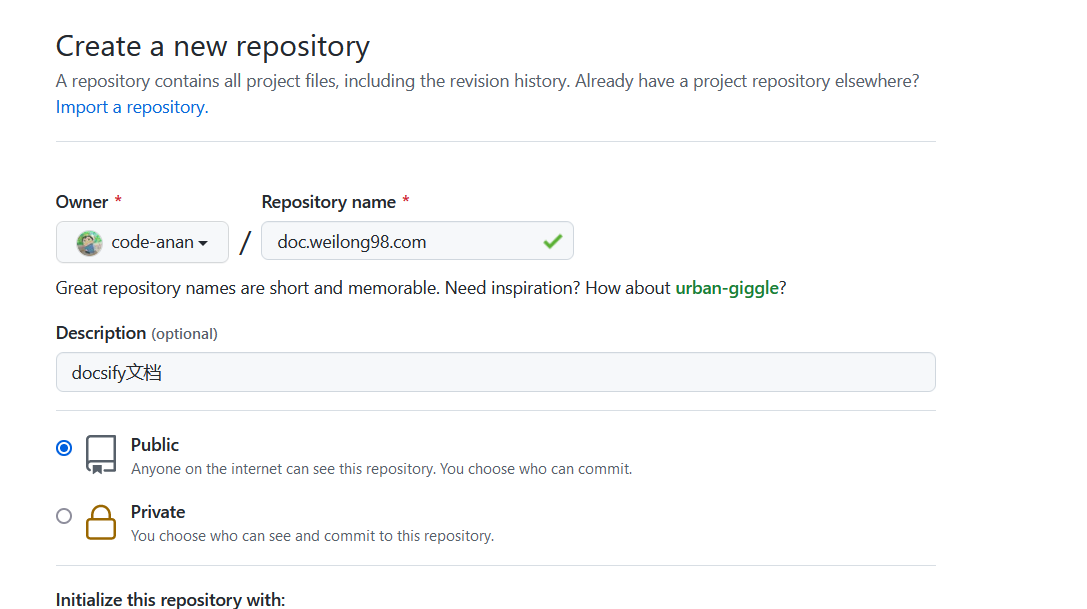 Create a new repository
A repository contains all project files, including the revision history. Already have a project repository elsewhere?
Import a repository.
Owner *
Repository name *
code-anan
/
doc.weilong98.com
Great repository names are short and memorable. Need inspiration? How about urban-giggle?
Description (optional)
docsify文档
Public
Anyone on the internet can see this repository. You choose who can commit.
Private
You choose who can see and commit to this repository.
Initialize this repository with: